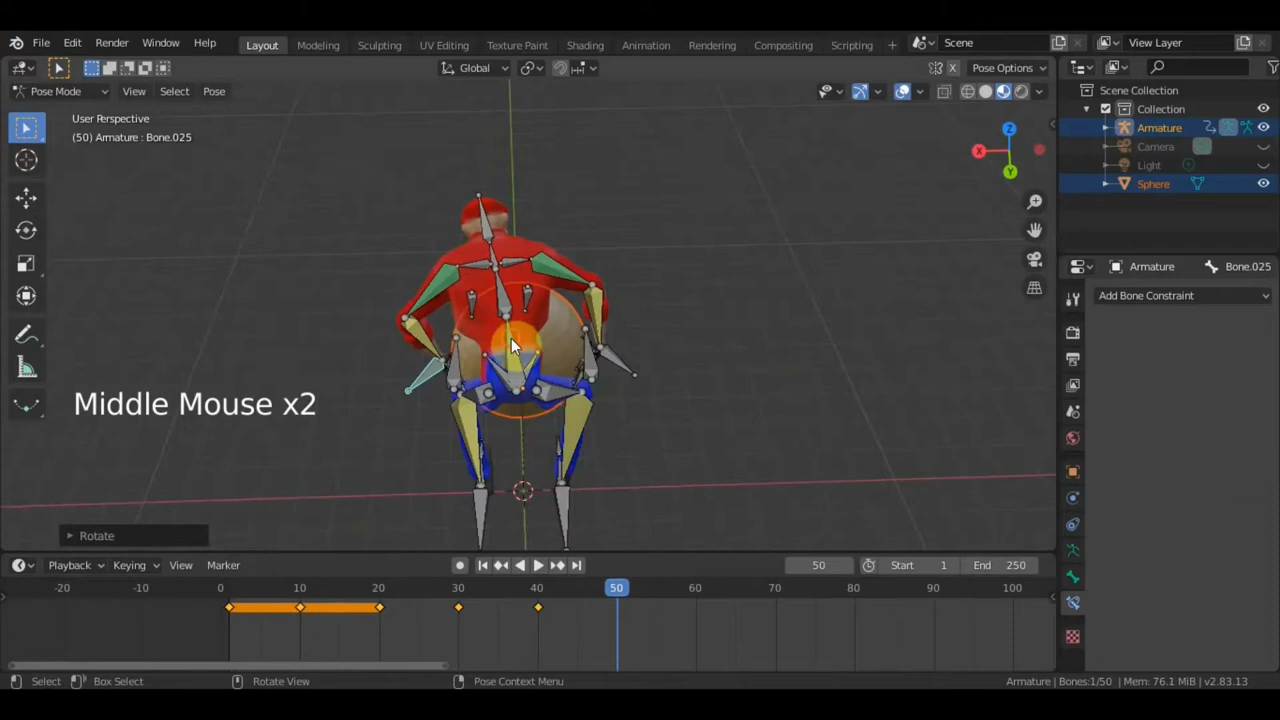 File Edit Render Window Help Layout Modeling Sculpting UV Editing Texture Paint Shading Animation Rendering Compositing Scripting + Scene View Layer
Global X Pose Options
Pose Mode View Select Pose
Scene Collection
Collection
Armature
Camera
Light
Sphere
User Perspective
(50) Armature : Bone.025
Z
X
Y
Armature Bone.025
Add Bone Constraint
Middle Mouse x2
Rotate
Playback Keying View Marker 50 Start 1 End 250
-20 -10 0 10 20 30 40 50 60 70 80 90 100
Select Box Select Rotate View Pose Context Menu Armature | Bones:1/50 | Mem: 76.1 MiB | v2.83.13